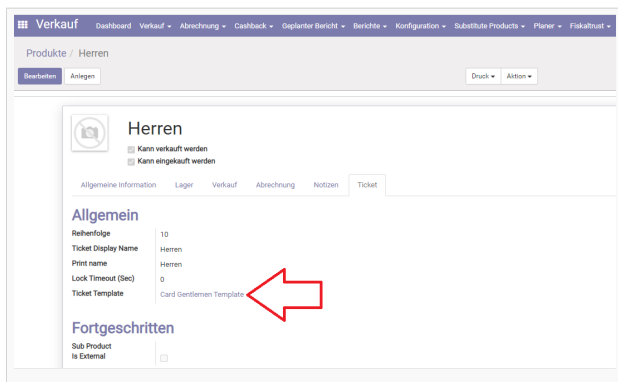 Verkauf Dashboard Verkauf Abrechnung Cashback Geplanter Bericht Berichte Konfiguration Substitute Products Planer Fiskaltrust
Produkte / Herren
Bearbeiten Anlegen Druck Aktion
Herren
Kann verkauft werden
Kann eingekauft werden
Allgemeine Information Lager Verkauf Abrechnung Notizen Ticket
Allgemein
Reihenfolge 10
Ticket Display Name Herren
Print name Herren
Lock Timeout (Sec) 0
Ticket Template Card Gentlemen Template
Fortgeschritten
Sub Product
Is External